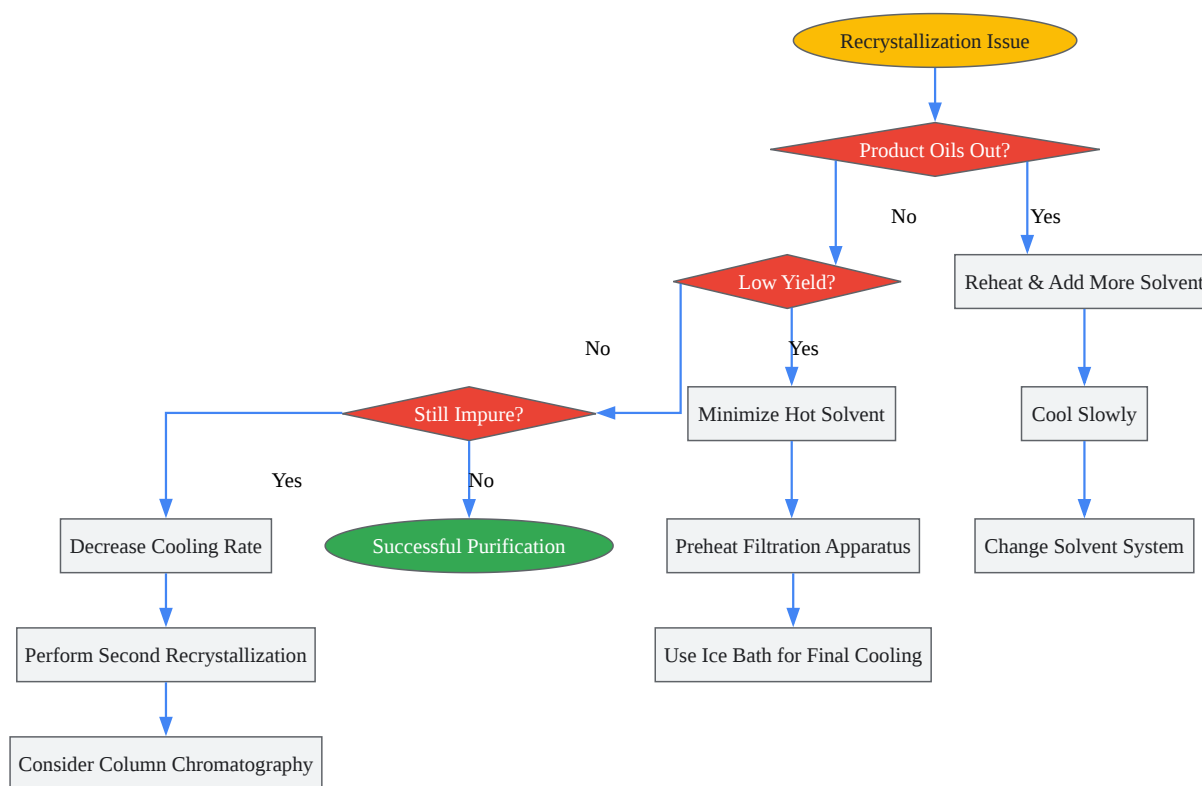 Recrystallization Issue
Product Oils Out?
No
Yes
Low Yield?
Reheat & Add More Solvent
No
Yes
Still Impure?
Minimize Hot Solvent
Cool Slowly
Yes
No
Decrease Cooling Rate
Successful Purification
Preheat Filtration Apparatus
Change Solvent System
Perform Second Recrystallization
Use Ice Bath for Final Cooling
Consider Column Chromatography